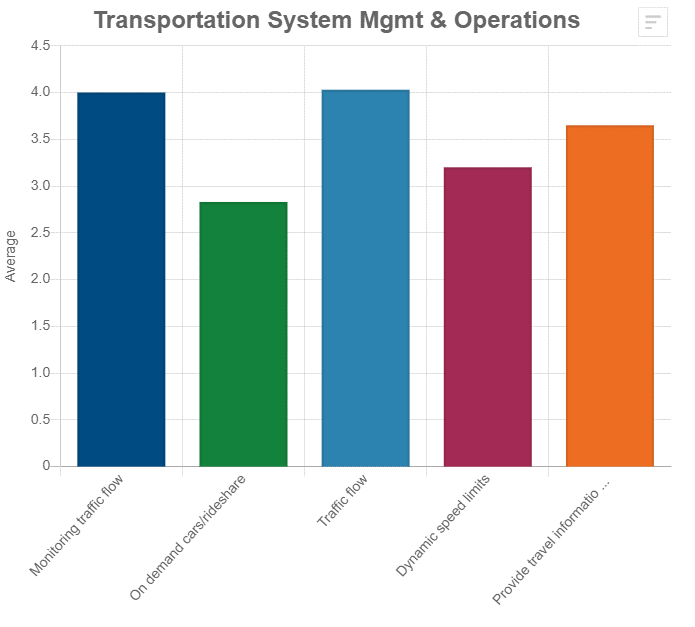 Transportation System Mgmt & Operations
Average
4.5
4.0
3.5
3.0
2.5
2.0
1.5
1.0
0.5
0
Monitoring traffic flow
On demand cars/rideshare
Traffic flow
Dynamic speed limits
Provide travel informatio ...